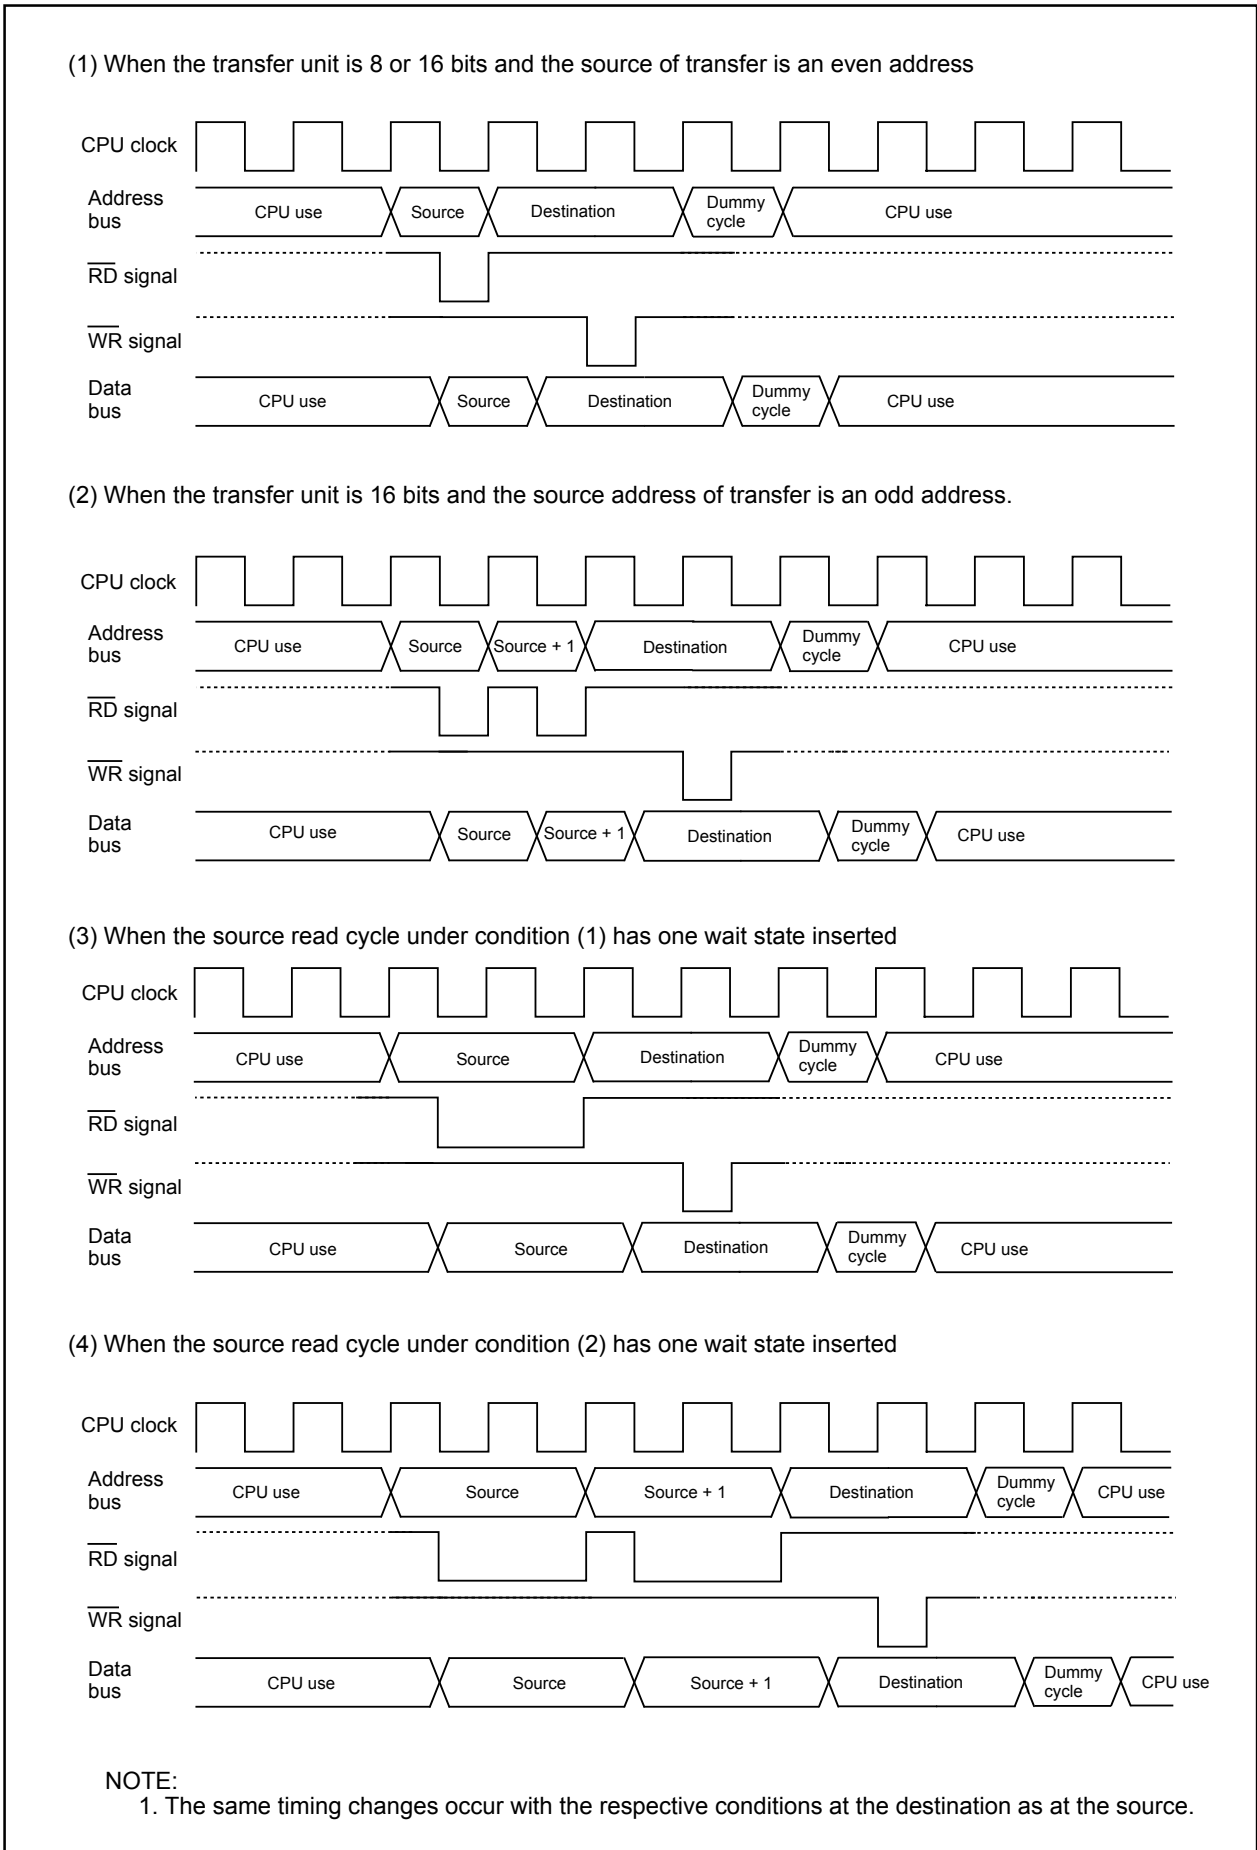 (1) When the transfer unit is 8 or 16 bits and the source of transfer is an even address
CPU clock
Address
bus
CPU use
Source
Destination
Dummy
cycle
CPU use
RD signal
WR signal
Data
bus
CPU use
Source
Destination
Dummy
cycle
CPU use
(2) When the transfer unit is 16 bits and the source address of transfer is an odd address.
CPU clock
Address
bus
CPU use
Source
Source + 1
Destination
Dummy
cycle
CPU use
RD signal
WR signal
Data
bus
CPU use
Source
Source + 1
Destination
Dummy
cycle
CPU use
(3) When the source read cycle under condition (1) has one wait state inserted
CPU clock
Address
bus
CPU use
Source
Destination
Dummy
cycle
CPU use
RD signal
WR signal
Data
bus
CPU use
Source
Destination
Dummy
cycle
CPU use
(4) When the source read cycle under condition (2) has one wait state inserted
CPU clock
Address
bus
CPU use
Source
Source + 1
Destination
Dummy
cycle
CPU use
RD signal
WR signal
Data
bus
CPU use
Source
Source + 1
Destination
Dummy
cycle
CPU use
NOTE:
1. The same timing changes occur with the respective conditions at the destination as at the source.